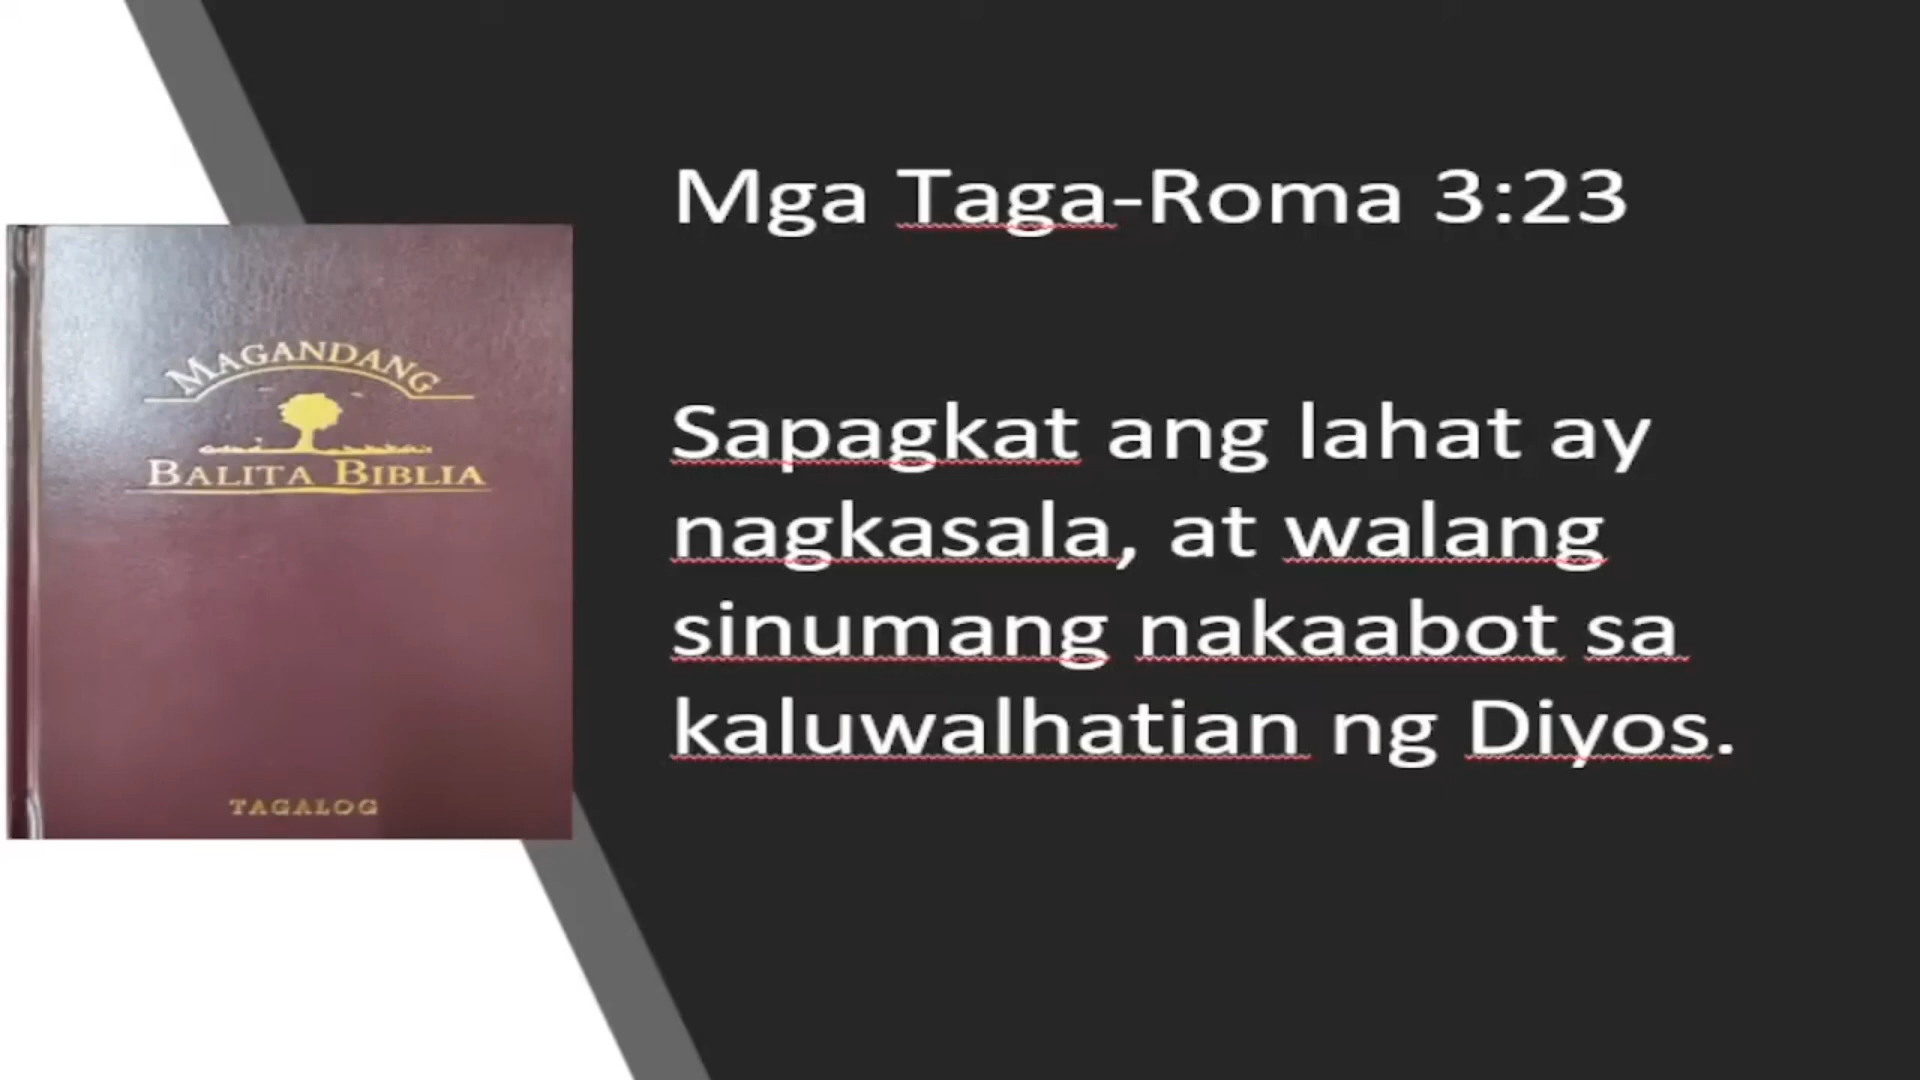 MAGANDANG
BALITA BIBLIA
TAGALOG
Mga Taga-Roma 3:23
Sapagkat ang lahat ay
nagkasala, at walang
sinumang nakaabot sa
kaluwalhatian ng Diyos.